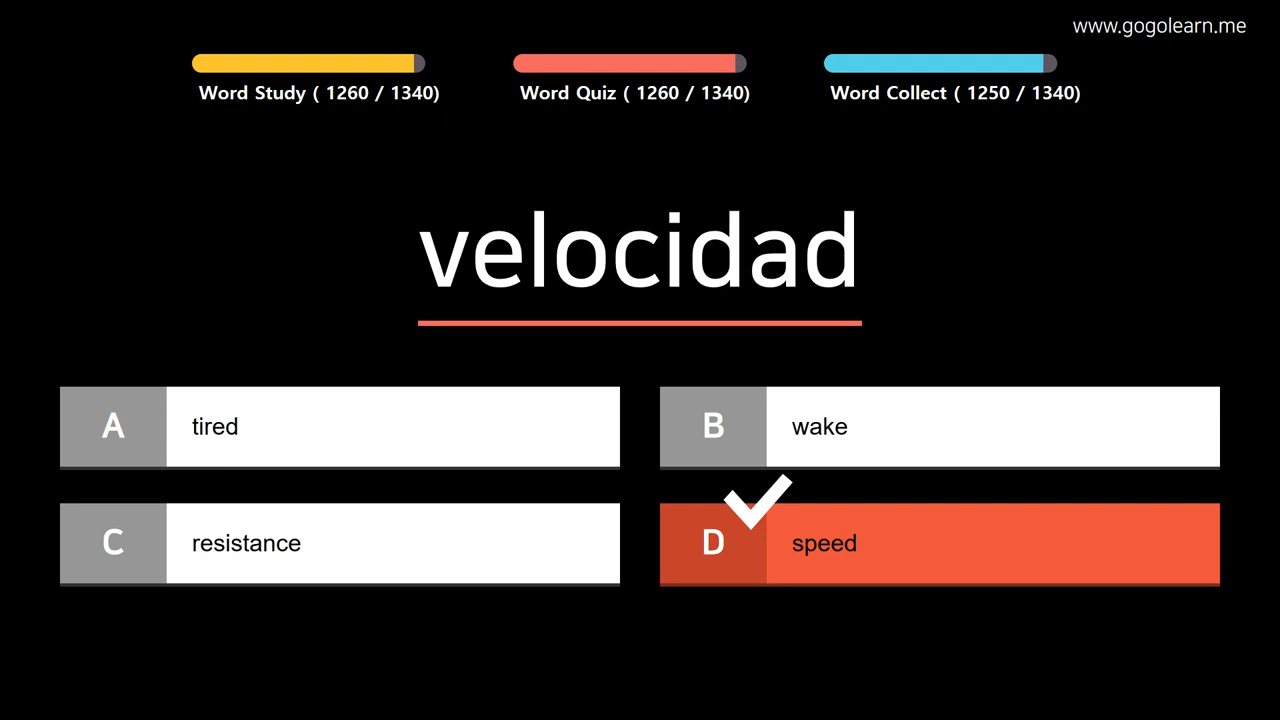 www.gogolearn.me
Word Study ( 1260 / 1340)
Word Quiz ( 1260 / 1340)
Word Collect ( 1250 / 1340)
velocidad
A tired
B wake
C resistance
D speed